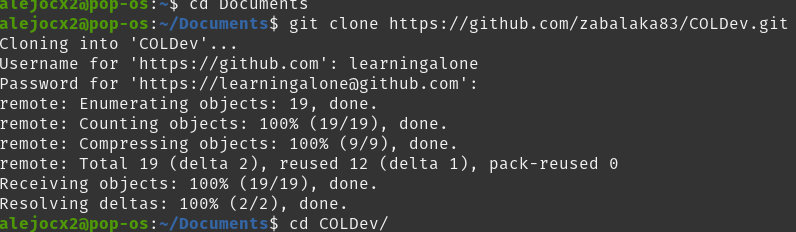 alejocx2@pop-os:~$ cd Documents
alejocx2@pop-os:~/Documents$ git clone https://github.com/zabalaka83/COLDev.git
Cloning into 'COLDev'...
Username for 'https://github.com': learningalone
Password for 'https://learningalone@github.com':
remote: Enumerating objects: 19, done.
remote: Counting objects: 100% (19/19), done.
remote: Compressing objects: 100% (9/9), done.
remote: Total 19 (delta 2), reused 12 (delta 1), pack-reused 0
Receiving objects: 100% (19/19), done.
Resolving deltas: 100% (2/2), done.
alejocx2@pop-os:~/Documents$ cd COLDev/